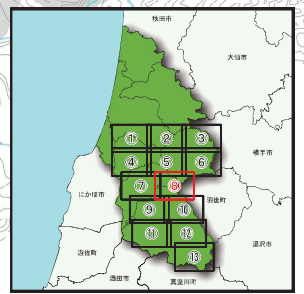 秋田市
大仙市
① ② ③
横手市
④ ⑤ ⑥
⑦ ⑧
にかほ市
羽後町
⑨ ⑩
⑪ ⑫
湯沢市
遊佐町
⑬
酒田市
真室川町